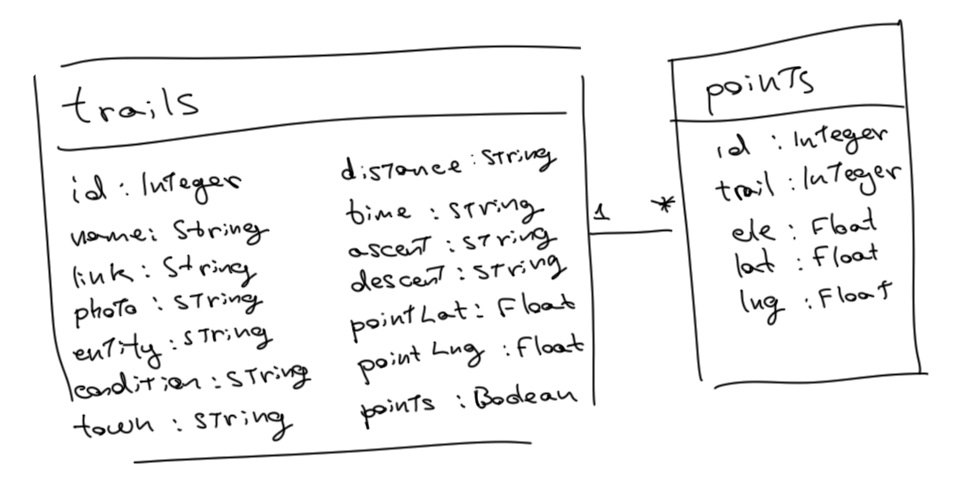 trails
id : Integer
name: String
link : String
photo : String
entity : String
condition : String
town : String
distance : String
time : String
ascent : String
descent : String
pointLat : Float
pointLng : Float
points : Boolean
1 *
points
id : Integer
trail : Integer
ele : Float
lat : Float
lng : Float